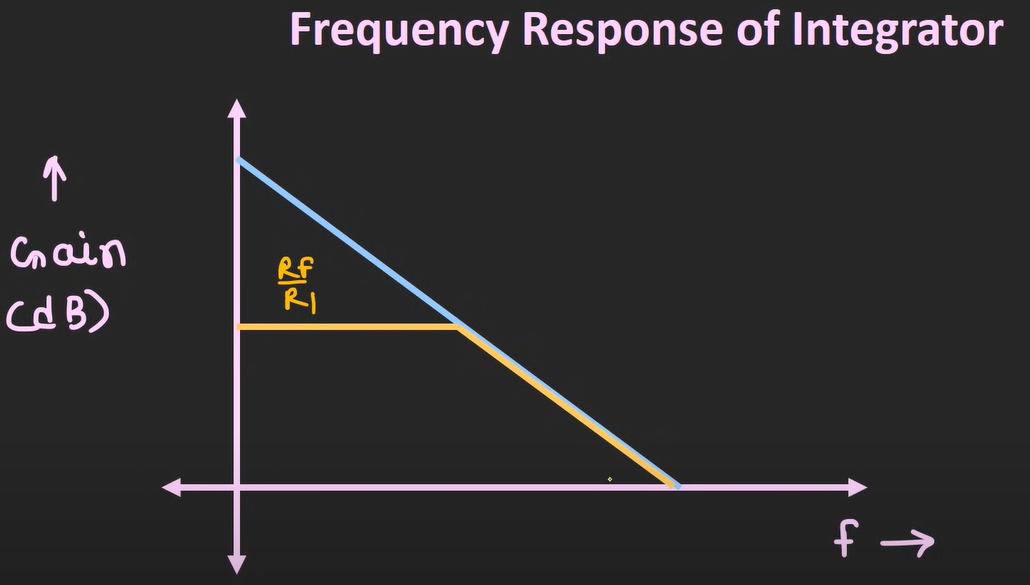 Frequency Response of Integrator
↑
Gain
(dB)
Rf
R1
f →